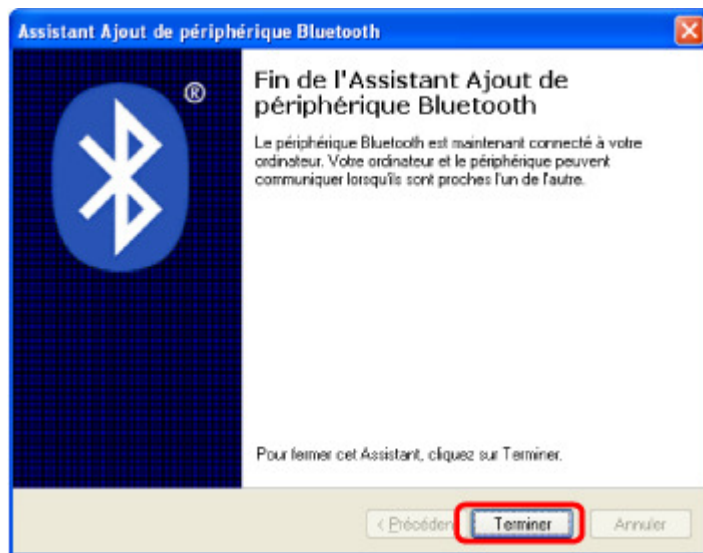 Assistant Ajout de périphérique Bluetooth
®
Fin de l'Assistant Ajout de
périphérique Bluetooth
Le périphérique Bluetooth est maintenant connecté à votre
ordinateur. Votre ordinateur et le périphérique peuvent
communiquer lorsqu'ils sont proches l'un de l'autre.
Pour fermer cet Assistant, cliquez sur Terminer.
< Précéden Terminer Annuler